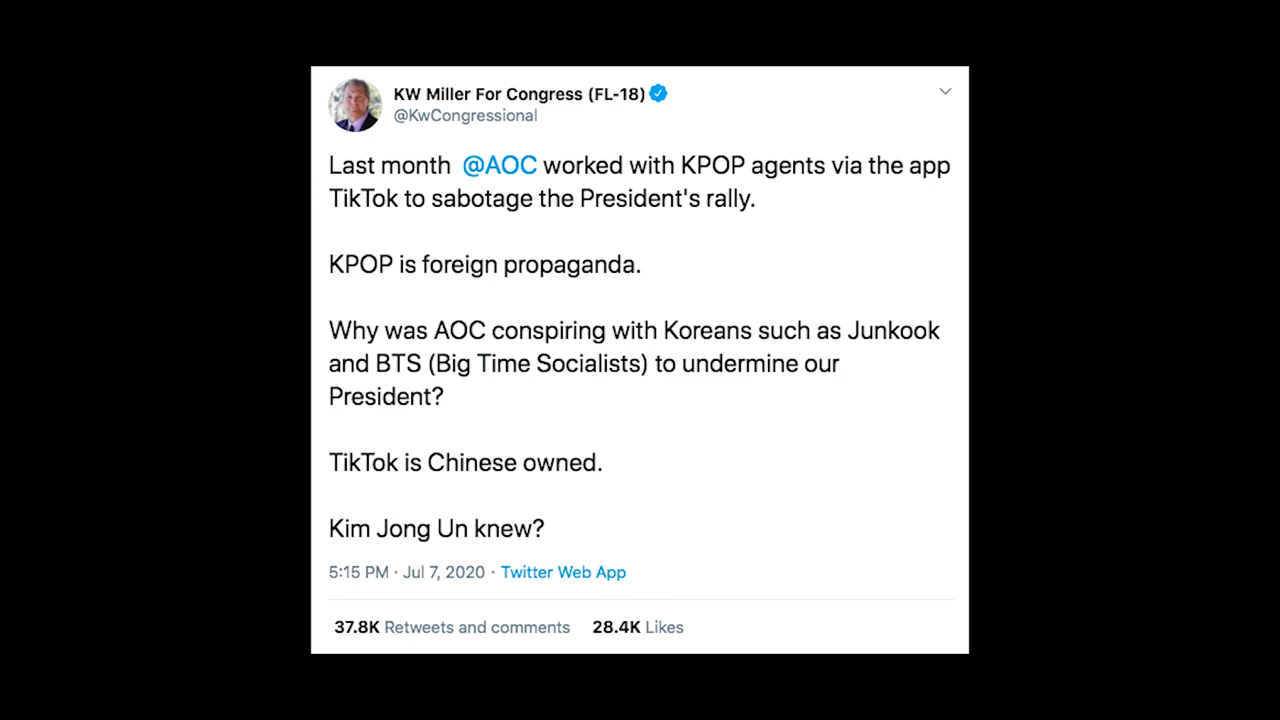 KW Miller For Congress (FL-18)
@KwCongressional
Last month @AOC worked with KPOP agents via the app
TikTok to sabotage the President's rally.
KPOP is foreign propaganda.
Why was AOC conspiring with Koreans such as Junkook
and BTS (Big Time Socialists) to undermine our
President?
TikTok is Chinese owned.
Kim Jong Un knew?
5:15 PM · Jul 7, 2020 · Twitter Web App
37.8K Retweets and comments 28.4K Likes